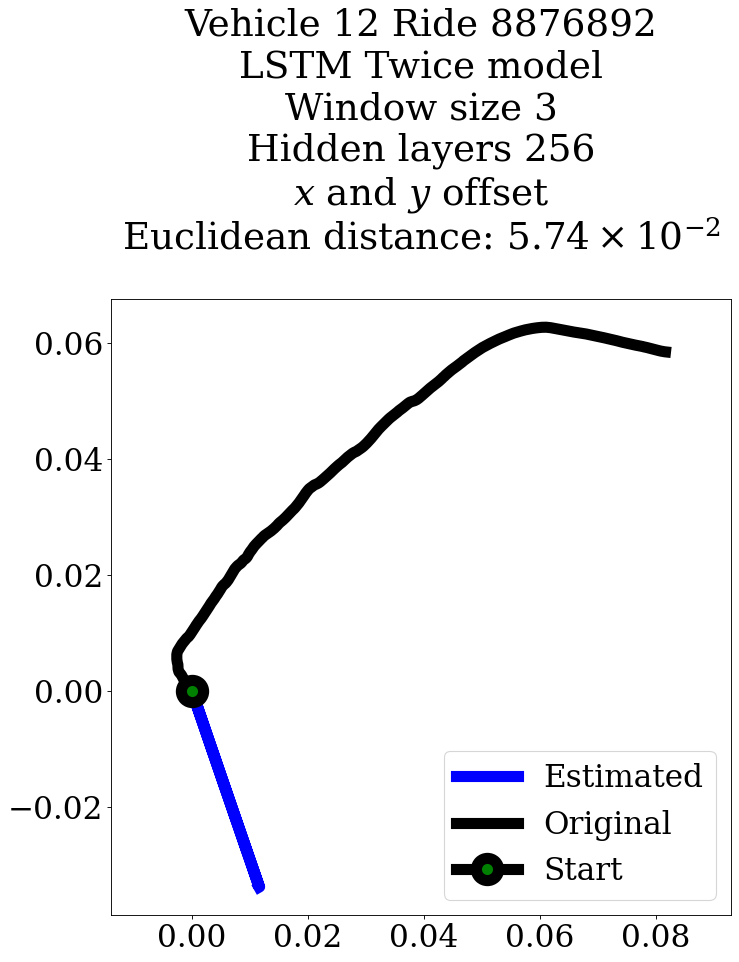 Vehicle 12 Ride 8876892
LSTM Twice model
Window size 3
Hidden layers 256
x and y offset
Euclidean distance: 5.74 × 10⁻²
0.06
0.04
0.02
0.00
−0.02
Estimated
Original
Start
0.00 0.02 0.04 0.06 0.08